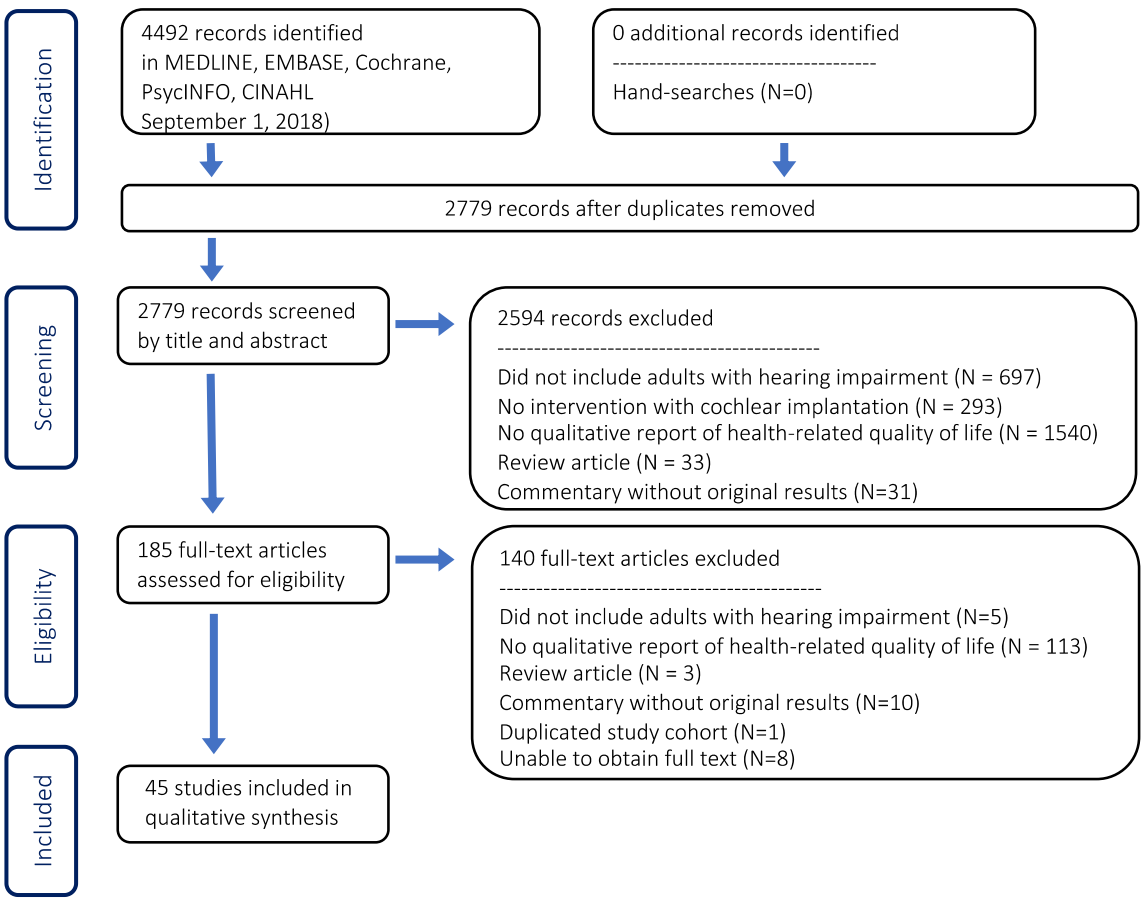 Identification
4492 records identified
in MEDLINE, EMBASE, Cochrane,
PsycINFO, CINAHL
September 1, 2018)
0 additional records identified
------------------------------------
Hand-searches (N=0)
2779 records after duplicates removed
Screening
2779 records screened
by title and abstract
2594 records excluded
--------------------------------------------
Did not include adults with hearing impairment (N = 697)
No intervention with cochlear implantation (N = 293)
No qualitative report of health-related quality of life (N = 1540)
Review article (N = 33)
Commentary without original results (N=31)
Eligibility
185 full-text articles
assessed for eligibility
140 full-text articles excluded
--------------------------------------------
Did not include adults with hearing impairment (N=5)
No qualitative report of health-related quality of life (N = 113)
Review article (N = 3)
Commentary without original results (N=10)
Duplicated study cohort (N=1)
Unable to obtain full text (N=8)
Included
45 studies included in
qualitative synthesis